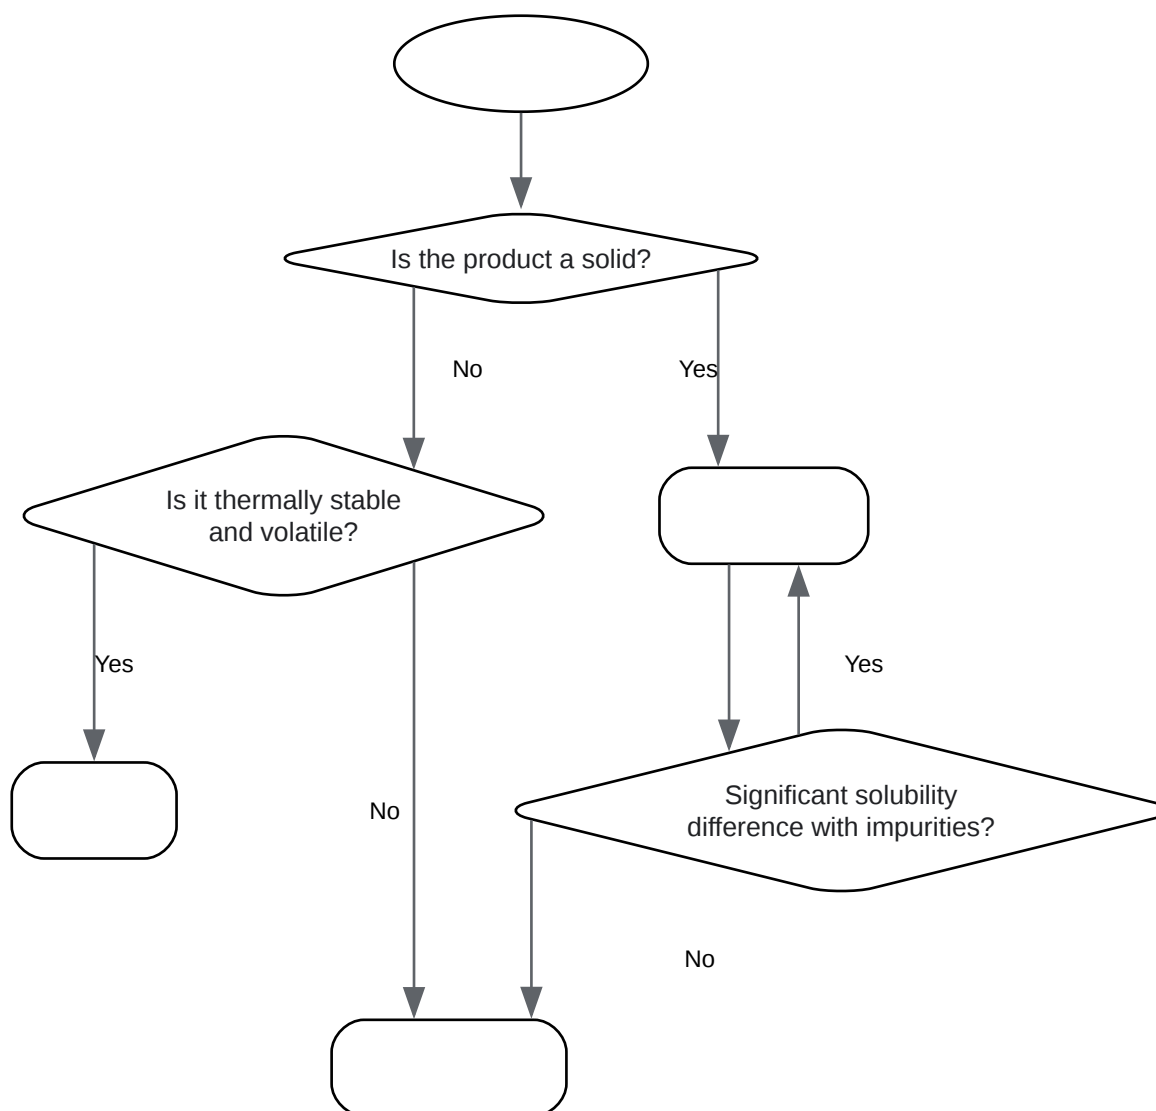 Is the product a solid?
No
Yes
Is it thermally stable
and volatile?
Yes
Yes
Significant solubility
difference with impurities?
No
No